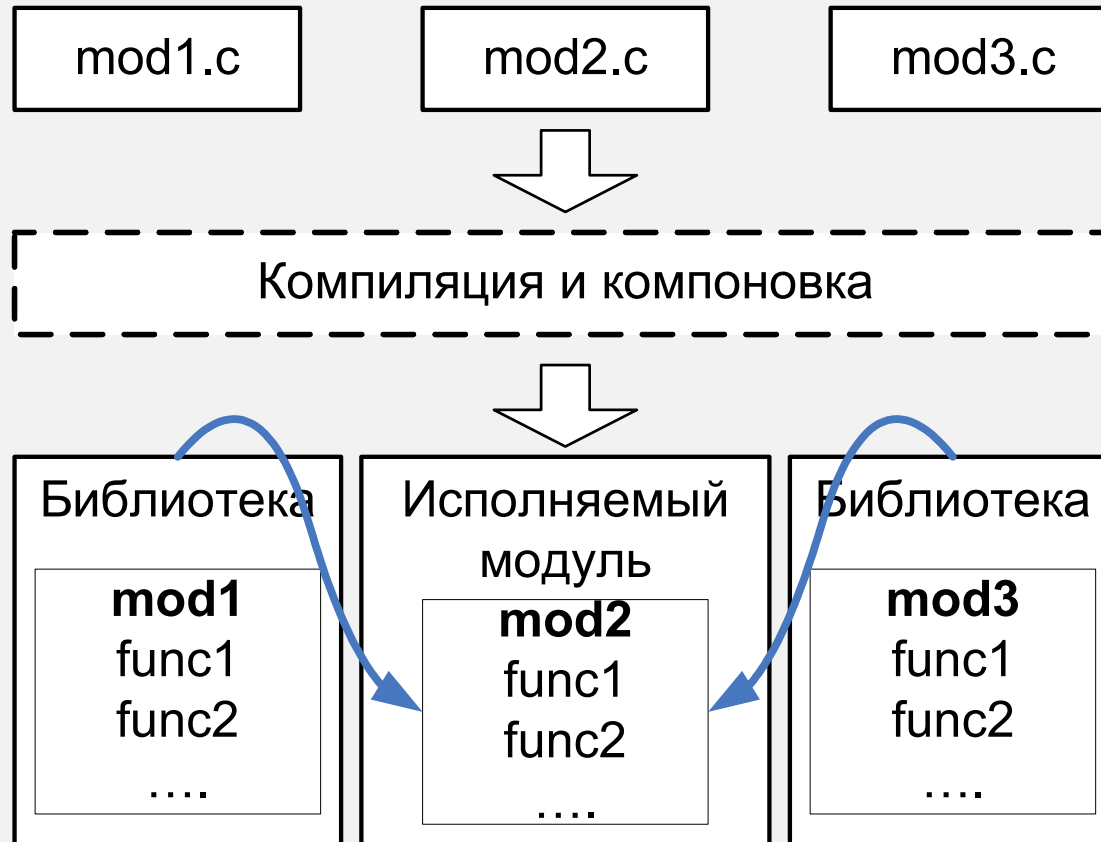 mod1.c
mod2.c
mod3.c
Компиляция и компоновка
Библиотека
mod1
func1
func2
….
Исполняемый
модуль
mod2
func1
func2
….
Библиотека
mod3
func1
func2
….